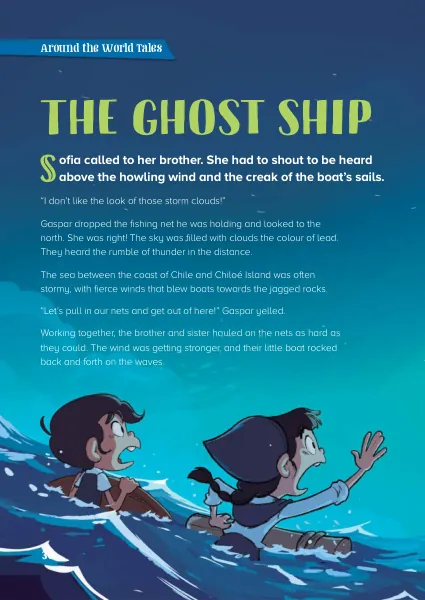 Around the World Tales
THE GHOST SHIP
Sofia called to her brother. She had to shout to be heard
above the howling wind and the creak of the boat's sails.
"I don't like the look of those storm clouds!"
Gaspar dropped the fishing net he was holding and looked to the
north. She was right! The sky was filled with clouds the colour of lead.
They heard the rumble of thunder in the distance.
The sea between the coast of Chile and Chiloé Island was often
stormy, with fierce winds that blew boats towards the jagged rocks.
"Let's pull in our nets and get out of here!" Gaspar yelled.
Working together, the brother and sister hauled on the nets as hard as
they could. The wind was getting stronger, and their little boat rocked
back and forth on the waves.